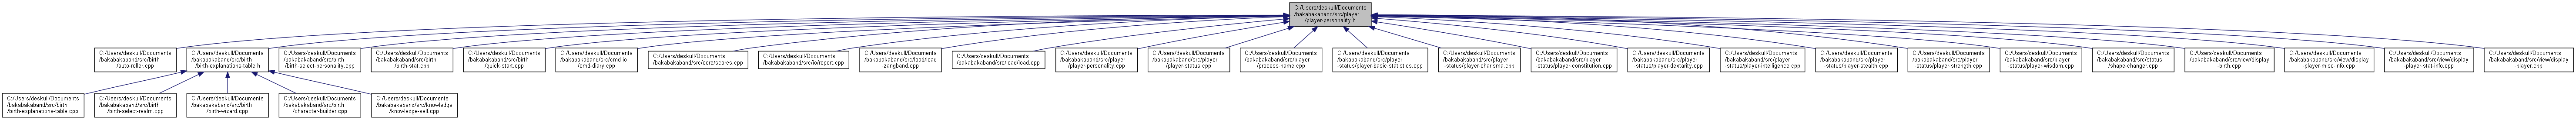 C:/Users/deskull/Documents
/bakabakaband/src/player
/player-personality.h
C:/Users/deskull/Documents
/bakabakaband/src/birth
/auto-roller.cpp
C:/Users/deskull/Documents
/bakabakaband/src/birth
/birth-explanations-table.h
C:/Users/deskull/Documents
/bakabakaband/src/birth
/birth-select-personality.cpp
C:/Users/deskull/Documents
/bakabakaband/src/birth
/birth-stat.cpp
C:/Users/deskull/Documents
/bakabakaband/src/birth
/quick-start.cpp
C:/Users/deskull/Documents
/bakabakaband/src/cmd-io
/cmd-diary.cpp
C:/Users/deskull/Documents
/bakabakaband/src/core/scores.cpp
C:/Users/deskull/Documents
/bakabakaband/src/io/report.cpp
C:/Users/deskull/Documents
/bakabakaband/src/load/load
-zangband.cpp
C:/Users/deskull/Documents
/bakabakaband/src/load/load.cpp
C:/Users/deskull/Documents
/bakabakaband/src/player
/player-personality.cpp
C:/Users/deskull/Documents
/bakabakaband/src/player
/player-status.cpp
C:/Users/deskull/Documents
/bakabakaband/src/player
/process-name.cpp
C:/Users/deskull/Documents
/bakabakaband/src/player
-status/player-basic-statistics.cpp
C:/Users/deskull/Documents
/bakabakaband/src/player
-status/player-charisma.cpp
C:/Users/deskull/Documents
/bakabakaband/src/player
-status/player-constitution.cpp
C:/Users/deskull/Documents
/bakabakaband/src/player
-status/player-dexterity.cpp
C:/Users/deskull/Documents
/bakabakaband/src/player
-status/player-intelligence.cpp
C:/Users/deskull/Documents
/bakabakaband/src/player
-status/player-stealth.cpp
C:/Users/deskull/Documents
/bakabakaband/src/player
-status/player-strength.cpp
C:/Users/deskull/Documents
/bakabakaband/src/player
-status/player-wisdom.cpp
C:/Users/deskull/Documents
/bakabakaband/src/status
/shape-changer.cpp
C:/Users/deskull/Documents
/bakabakaband/src/view/display
-birth.cpp
C:/Users/deskull/Documents
/bakabakaband/src/view/display
-player-misc-info.cpp
C:/Users/deskull/Documents
/bakabakaband/src/view/display
-player-stat-info.cpp
C:/Users/deskull/Documents
/bakabakaband/src/view/display
-player.cpp
C:/Users/deskull/Documents
/bakabakaband/src/birth
/birth-explanations-table.cpp
C:/Users/deskull/Documents
/bakabakaband/src/birth
/birth-select-realm.cpp
C:/Users/deskull/Documents
/bakabakaband/src/birth
/birth-wizard.cpp
C:/Users/deskull/Documents
/bakabakaband/src/birth
/character-builder.cpp
C:/Users/deskull/Documents
/bakabakaband/src/knowledge
/knowledge-self.cpp